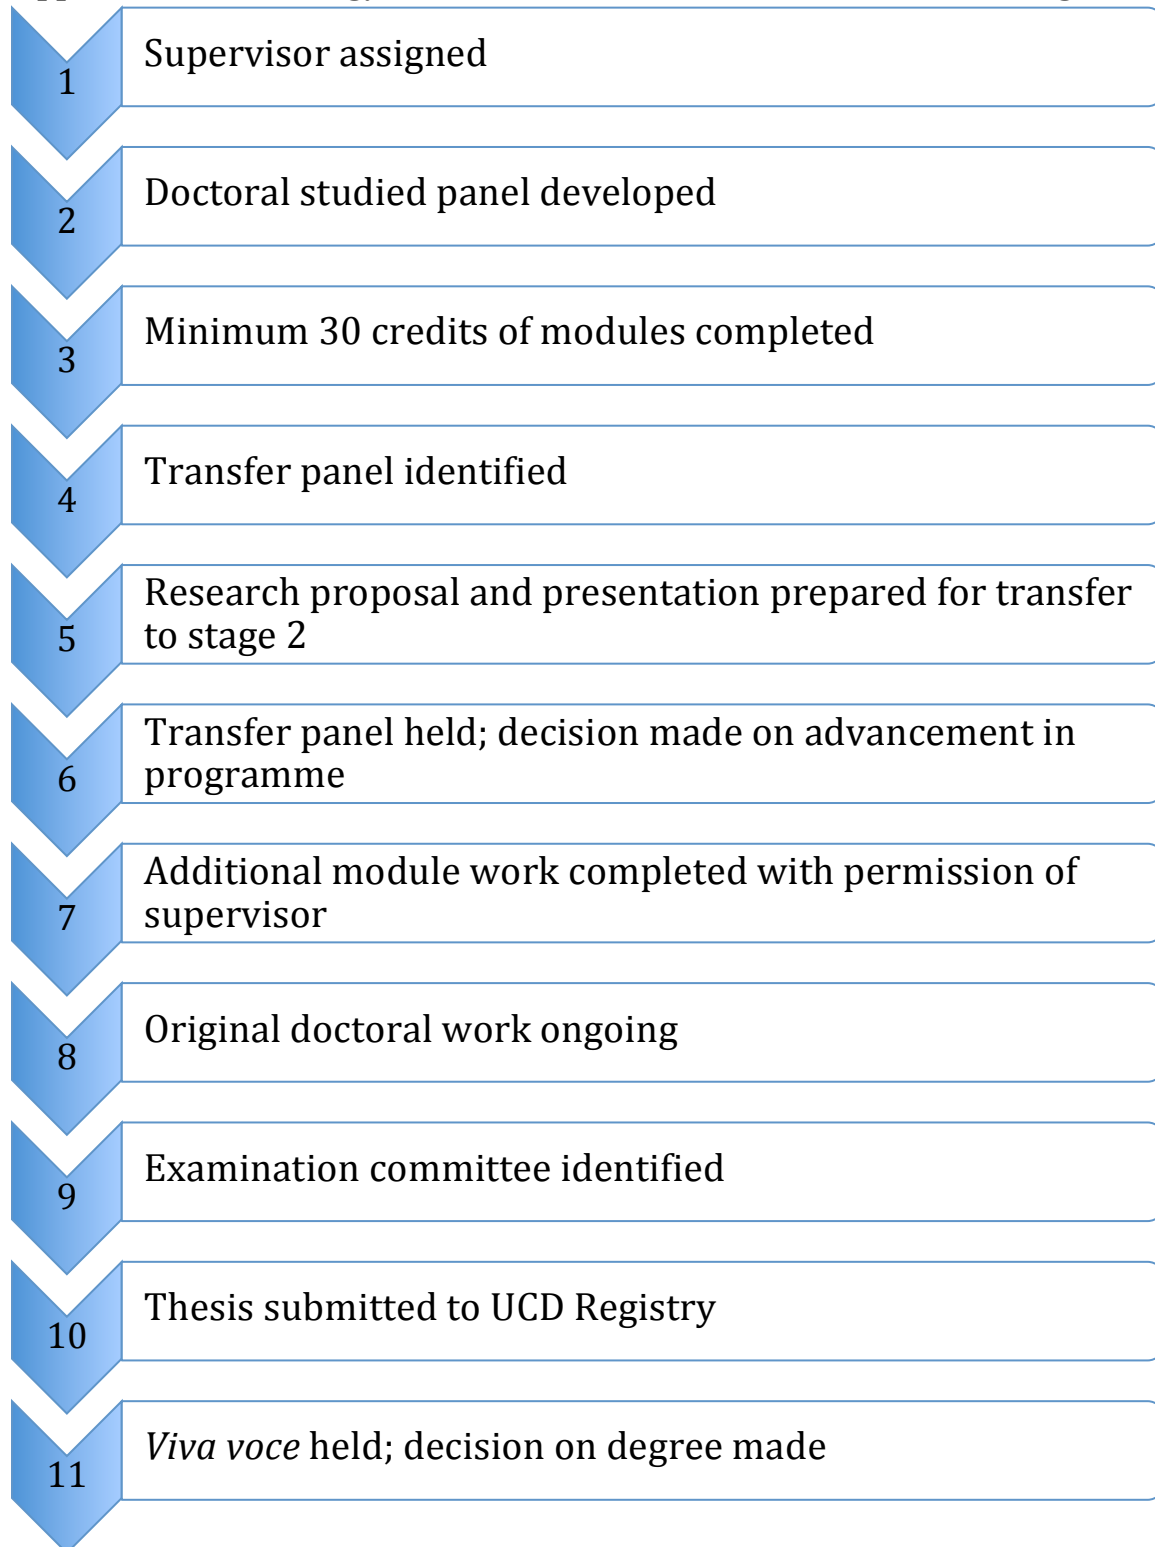 1
Supervisor assigned
2
Doctoral studied panel developed
3
Minimum 30 credits of modules completed
4
Transfer panel identified
5
Research proposal and presentation prepared for transfer
to stage 2
6
Transfer panel held; decision made on advancement in
programme
7
Additional module work completed with permission of
supervisor
8
Original doctoral work ongoing
9
Examination committee identified
10
Thesis submitted to UCD Registry
11
Viva voce held; decision on degree made